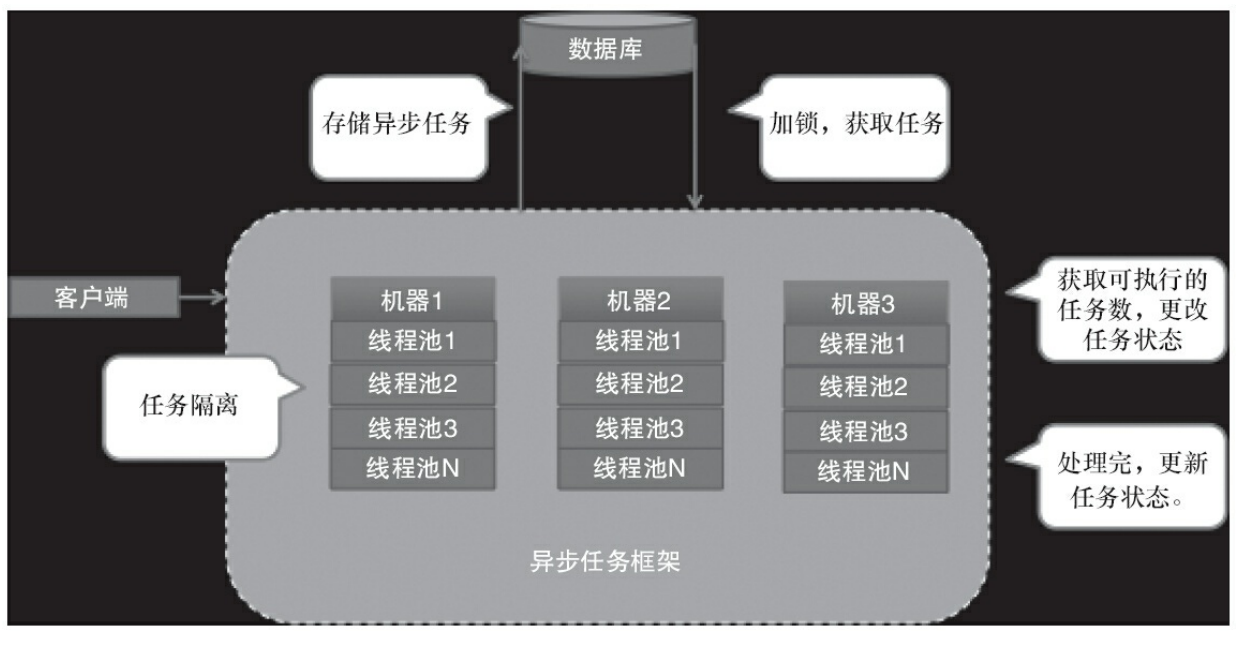 数据库
存储异步任务
加锁，获取任务
客户端
任务隔离
机器1
线程池1
线程池2
线程池3
线程池N
机器2
线程池1
线程池2
线程池3
线程池N
机器3
线程池1
线程池2
线程池3
线程池N
获取可执行的
任务数，更改
任务状态
处理完，更新
任务状态。
异步任务框架